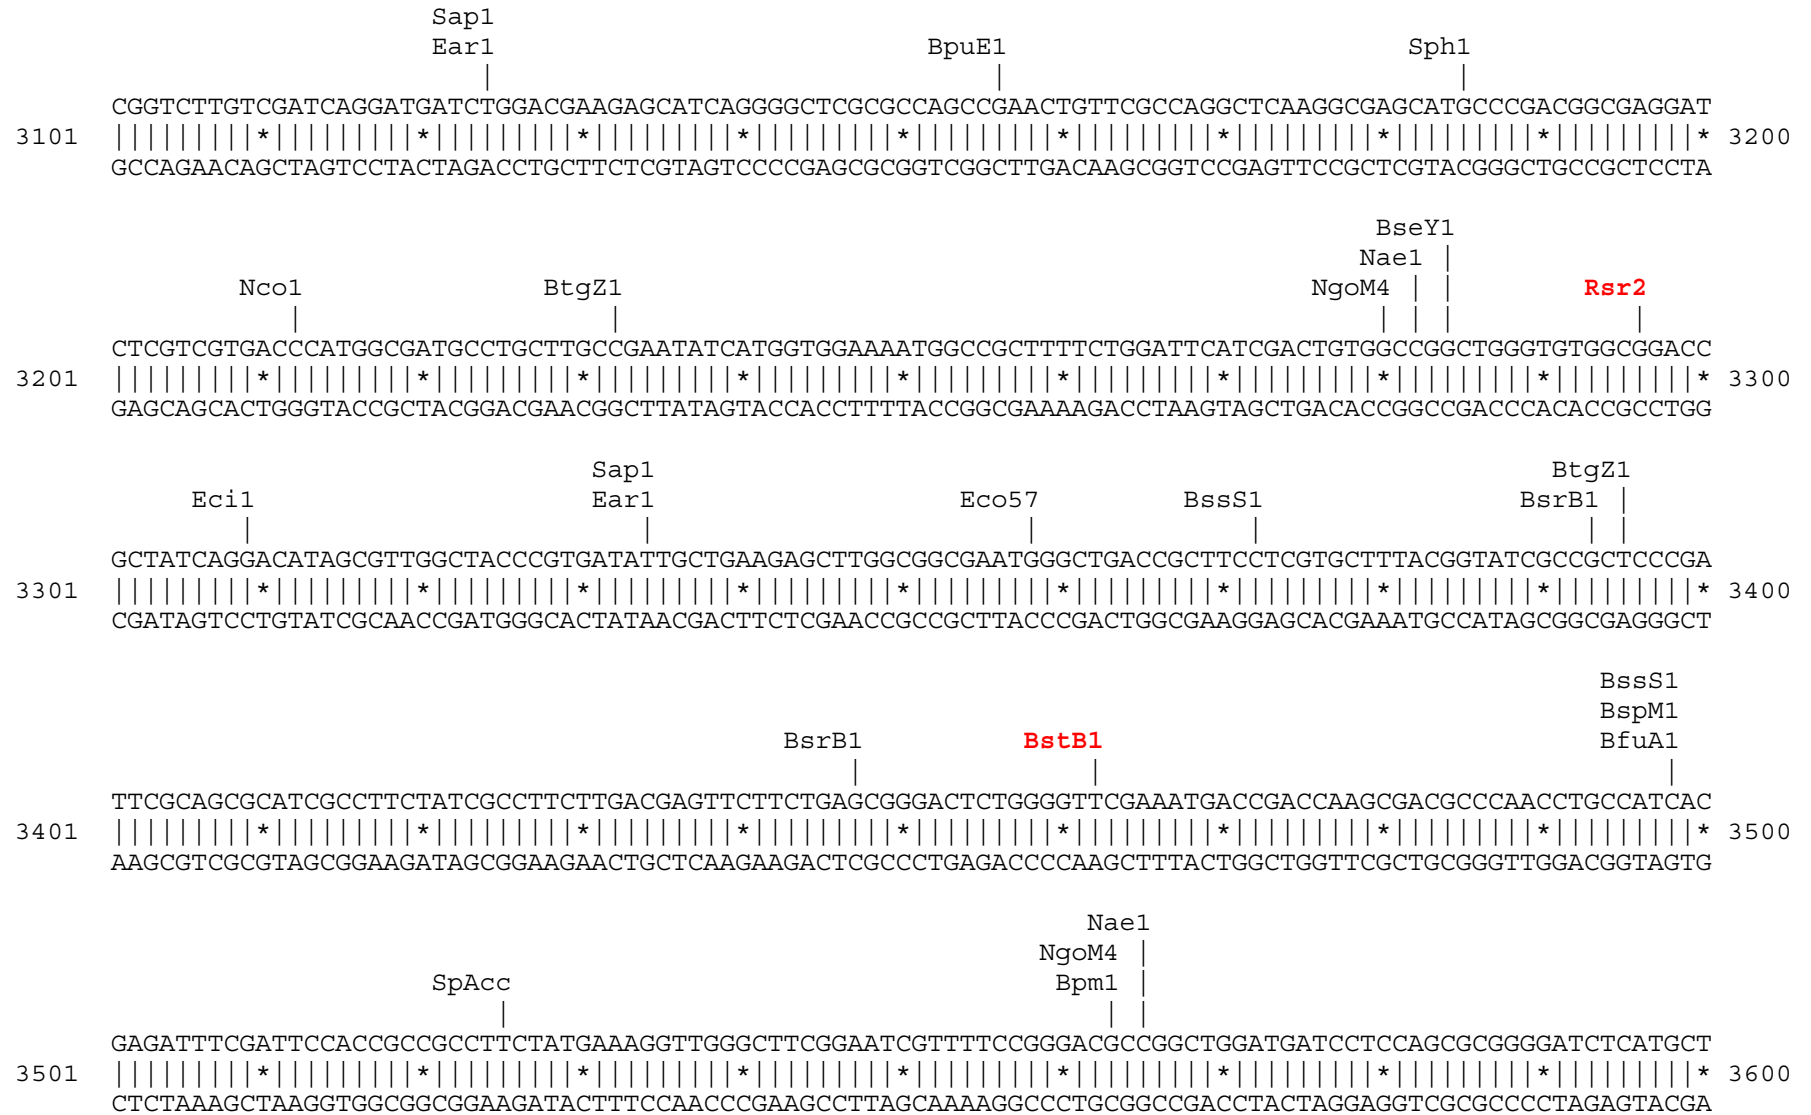 Sap1
Ear1 BpuE1 Sph1
| | |
CGGTCTTGTCGATCAGGATGATCTGGACGAAGAGCATCAGGGGCTCGCGCCAGCCGAACTGTTCGCCAGGCTCAAGGCGAGCATGCCCGACGGCGAGGAT
3101 |||||||||*|||||||||*|||||||||*|||||||||*|||||||||*|||||||||*|||||||||*|||||||||*|||||||||*|||||||||* 3200
GCCAGAACAGCTAGTCCTACTAGACCTGCTTCTCGTAGTCCCCGAGCGCGGTCGGCTTGACAAGCGGTCCGAGTTCCGCTCGTACGGGCTGCCGCTCCTA
BseY1
Nae1 |
Nco1 BtgZ1 NgoM4 | | Rsr2
| | | | | |
CTCGTCGTGACCCATGGCGATGCCTGCTTGCCGAATATCATGGTGGAAAATGGCCGCTTTTCTGGATTCATCGACTGTGGCCGGCTGGGTGTGGCGGACC
3201 |||||||||*|||||||||*|||||||||*|||||||||*|||||||||*|||||||||*|||||||||*|||||||||*|||||||||*|||||||||* 3300
GAGCAGCACTGGGTACCGCTACGGACGAACGGCTTATAGTACCACCTTTTACCGGCGAAAAGACCTAAGTAGCTGACACCGGCCGACCCACACCGCCTGG
Sap1 BtgZ1
Eci1 Ear1 Eco57 BssS1 BsrB1 |
| | | | | |
GCTATCAGGACATAGCGTTGGCTACCCGTGATATTGCTGAAGAGCTTGGCGGCGAATGGGCTGACCGCTTCCTCGTGCTTTACGGTATCGCCGCTCCCGA
3301 |||||||||*|||||||||*|||||||||*|||||||||*|||||||||*|||||||||*|||||||||*|||||||||*|||||||||*|||||||||* 3400
CGATAGTCCTGTATCGCAACCGATGGGCACTATAACGACTTCTCGAACCGCCGCTTACCCGACTGGCGAAGGAGCACGAAATGCCATAGCGGCGAGGGCT
BssS1
BspM1
BsrB1 BstB1 BfuA1
| | |
TTCGCAGCGCATCGCCTTCTATCGCCTTCTTGACGAGTTCTTCTGAGCGGGACTCTGGGGTTCGAAATGACCGACCAAGCGACGCCCAACCTGCCATCAC
3401 |||||||||*|||||||||*|||||||||*|||||||||*|||||||||*|||||||||*|||||||||*|||||||||*|||||||||*|||||||||* 3500
AAGCGTCGCGTAGCGGAAGATAGCGGAAGAACTGCTCAAGAAGACTCGCCCTGAGACCCCAAGCTTTACTGGCTGGTTCGCTGCGGGTTGGACGGTAGTG
Nae1
NgoM4 |
SpAcc Bpm1 |
| | |
GAGATTTCGATTCCACCGCCGCCTTCTATGAAAGGTTGGGCTTCGGAATCGTTTTCCGGGACGCCGGCTGGATGATCCTCCAGCGCGGGGATCTCATGCT
3501 |||||||||*|||||||||*|||||||||*|||||||||*|||||||||*|||||||||*|||||||||*|||||||||*|||||||||*|||||||||* 3600
CTCTAAAGCTAAGGTGGCGGCGGAAGATACTTTCCAACCCGAAGCCTTAGCAAAAGGCCCTGCGGCCGACCTACTAGGAGGTCGCGCCCCTAGAGTACGA